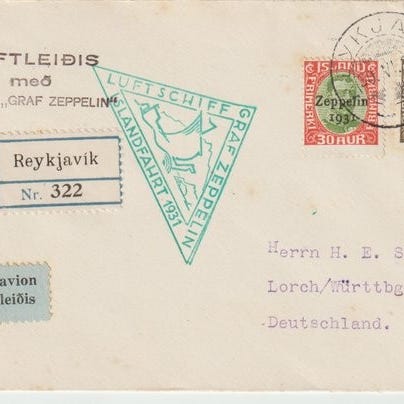 FTLEIÐIS
með
„GRAF ZEPPELIN"
LUFTSCHIFF
GRAF ZEPPELIN
ISLANDFAHRT 1931
ISLAND
FRIMERKI
Zeppelin
1931
30 AUR
Reykjavík
Nr. 322
avion
leiðis
Herrn H. E. S
Lorch/Württbg
Deutschland.